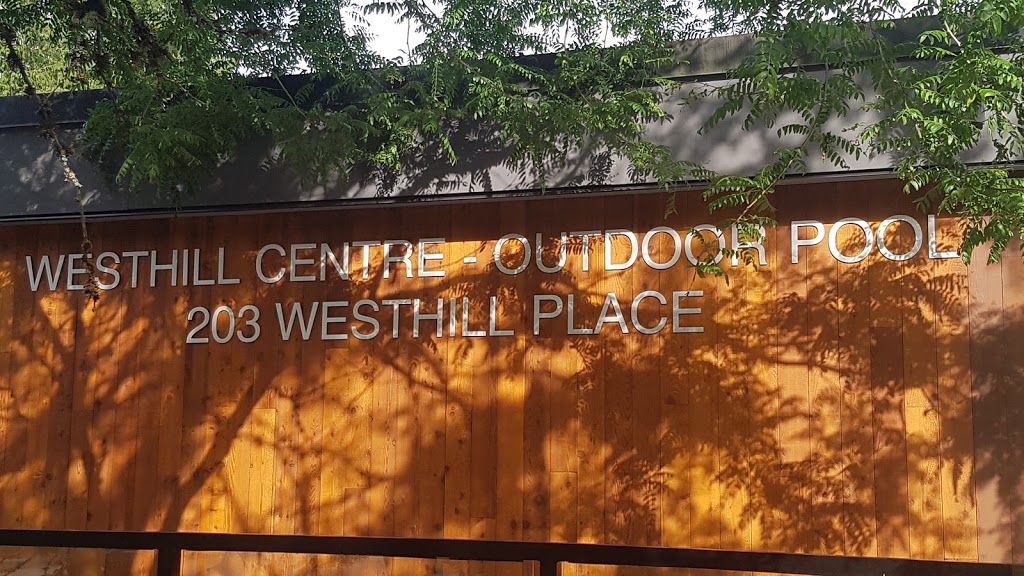 WESTHILL CENTRE - OUTDOOR POOL
203 WESTHILL PLACE